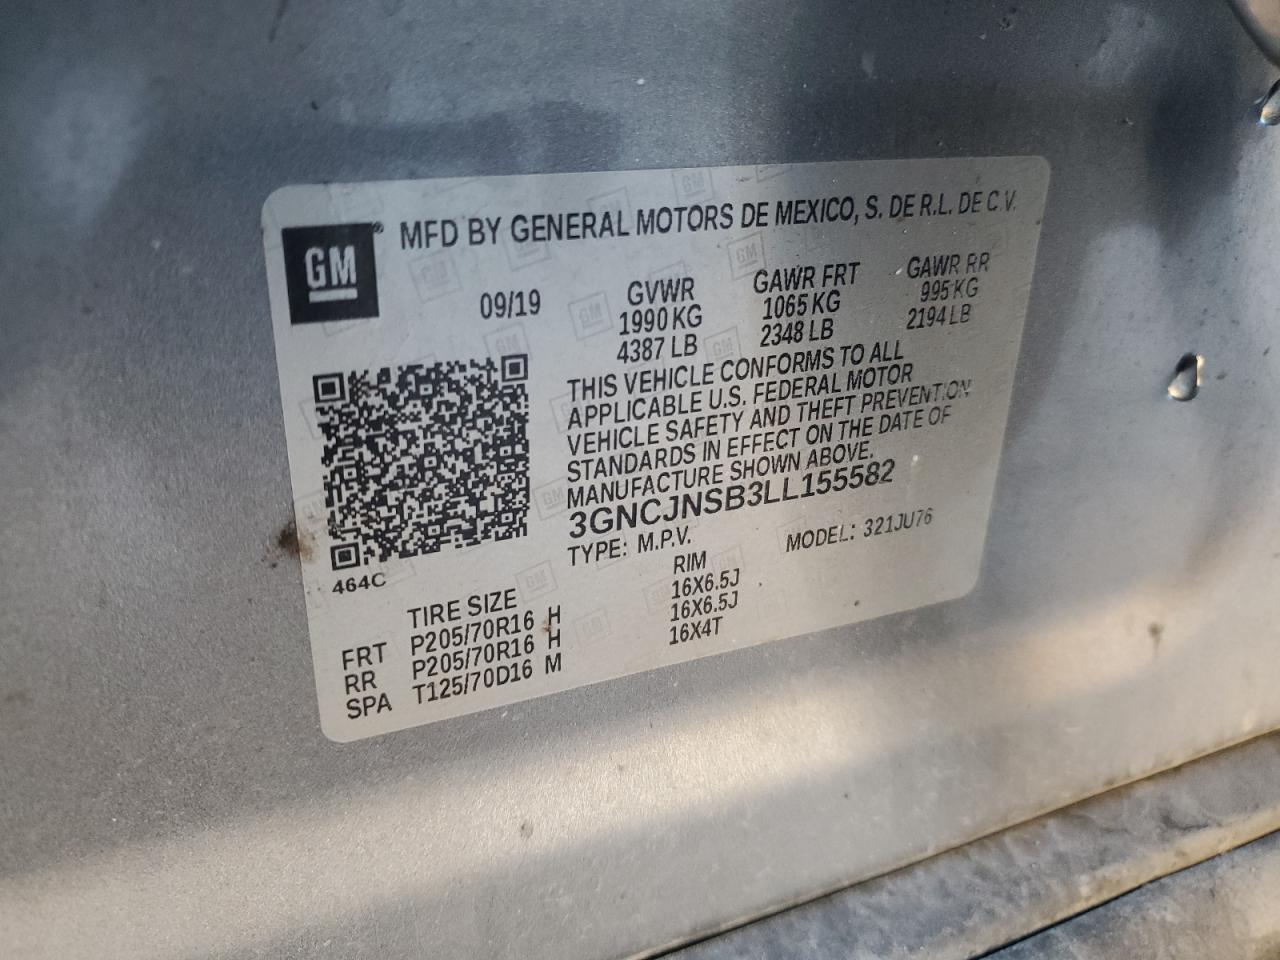 GM
MFD BY GENERAL MOTORS DE MEXICO, S. DE R.L. DE C.V.
09/19
GVWR
1990 KG
4387 LB
GAWR FRT
1065 KG
2348 LB
GAWR RR
995 KG
2194 LB
THIS VEHICLE CONFORMS TO ALL
APPLICABLE U.S. FEDERAL MOTOR
VEHICLE SAFETY AND THEFT PREVENTION
STANDARDS IN EFFECT ON THE DATE OF
MANUFACTURE SHOWN ABOVE.
3GNCJNSB3LL155582
TYPE: M.P.V. MODEL: 321JU76
464C
TIRE SIZE RIM
FRT P205/70R16 H 16X6.5J
RR P205/70R16 H 16X6.5J
SPA T125/70D16 M 16X4T